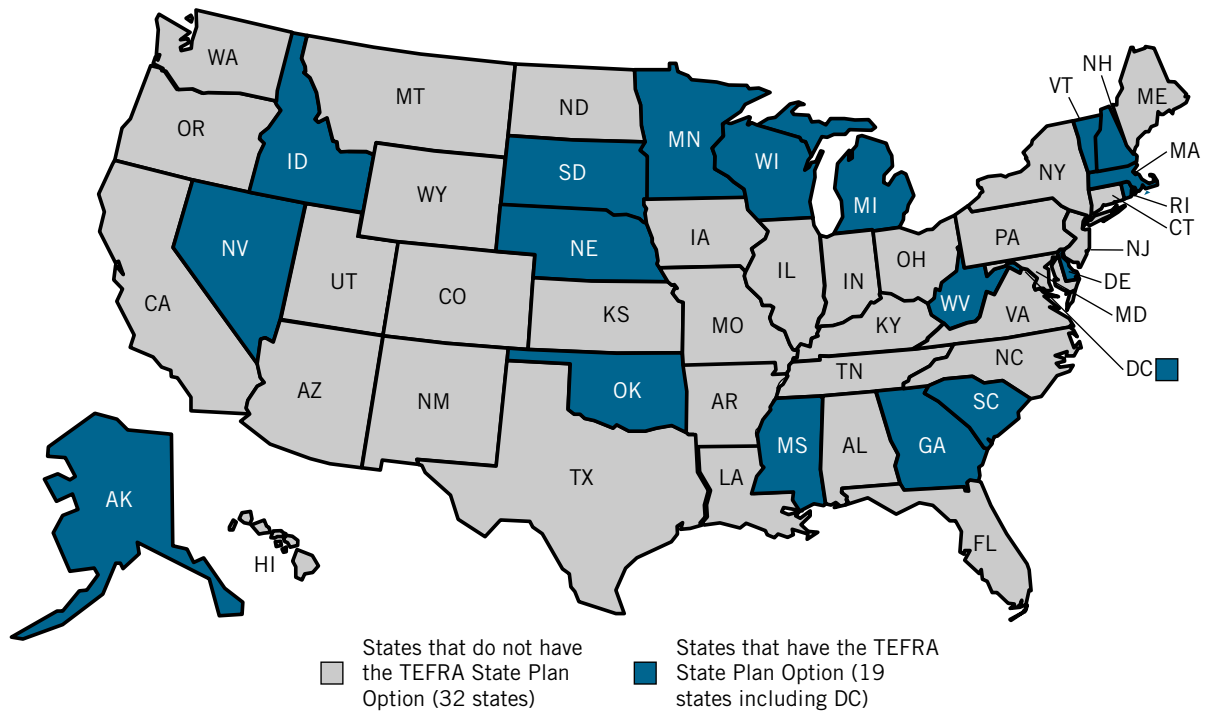 WA
MT
ND
OR
ID
WY
SD
MN
WI
MI
NY
VT
NH
ME
MA
RI
CT
NJ
DE
MD
DC
NV
CA
UT
CO
NE
IA
KS
IL
IN
OH
PA
WV
VA
KY
MO
AZ
NM
OK
AR
TN
NC
SC
TX
LA
MS
AL
GA
FL
AK
HI
States that do not have
the TEFRA State Plan
Option (32 states)
States that have the TEFRA
State Plan Option (19
states including DC)